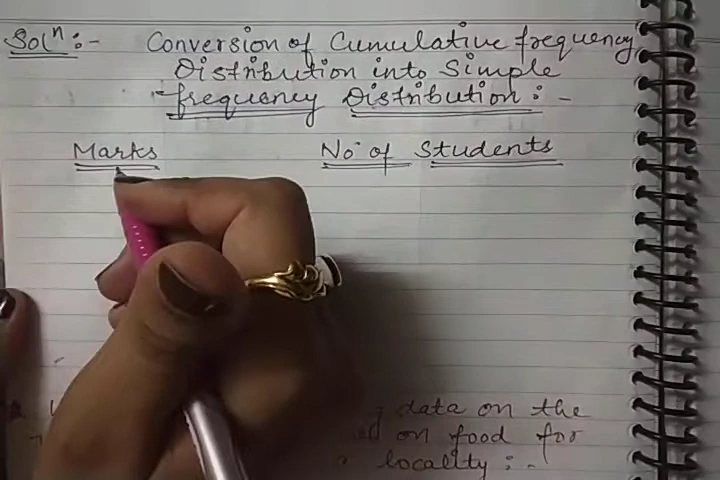 Solⁿ:- Conversion of Cumulative frequency
Distribution into Simple
frequency Distribution :-
Marks No. of Students
data on the
on food for
locality :-